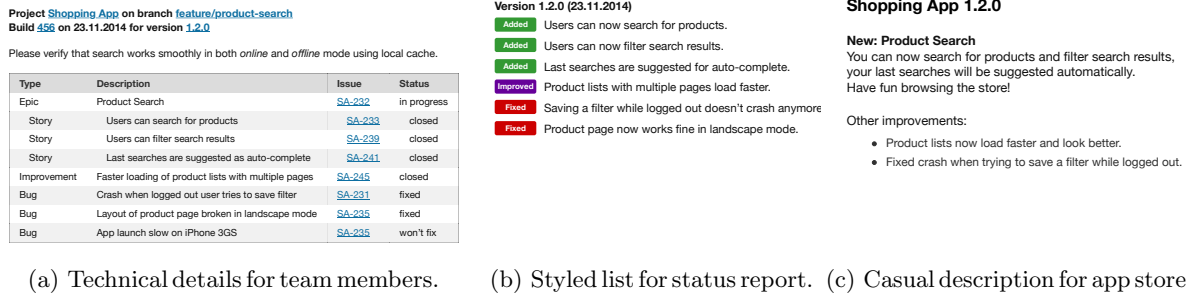 Project Shopping App on branch feature/product-search
Build 456 on 23.11.2014 for version 1.2.0
Please verify that search works smoothly in both online and offline mode using local cache.
Type Description Issue Status
Epic Product Search SA-232 in progress
Story Users can search for products SA-233 closed
Story Users can filter search results SA-239 closed
Story Last searches are suggested as auto-complete SA-241 closed
Improvement Faster loading of product lists with multiple pages SA-245 closed
Bug Crash when logged out user tries to save filter SA-231 fixed
Bug Layout of product page broken in landscape mode SA-235 fixed
Bug App launch slow on iPhone 3GS SA-235 won't fix
(a) Technical details for team members.
Version 1.2.0 (23.11.2014)
Added Users can now search for products.
Added Users can now filter search results.
Added Last searches are suggested for auto-complete.
Improved Product lists with multiple pages load faster.
Fixed Saving a filter while logged out doesn't crash anymore
Fixed Product page now works fine in landscape mode.
(b) Styled list for status report.
Shopping App 1.2.0
New: Product Search
You can now search for products and filter search results,
your last searches will be suggested automatically.
Have fun browsing the store!
Other improvements:
• Product lists now load faster and look better.
• Fixed crash when trying to save a filter while logged out.
(c) Casual description for app store